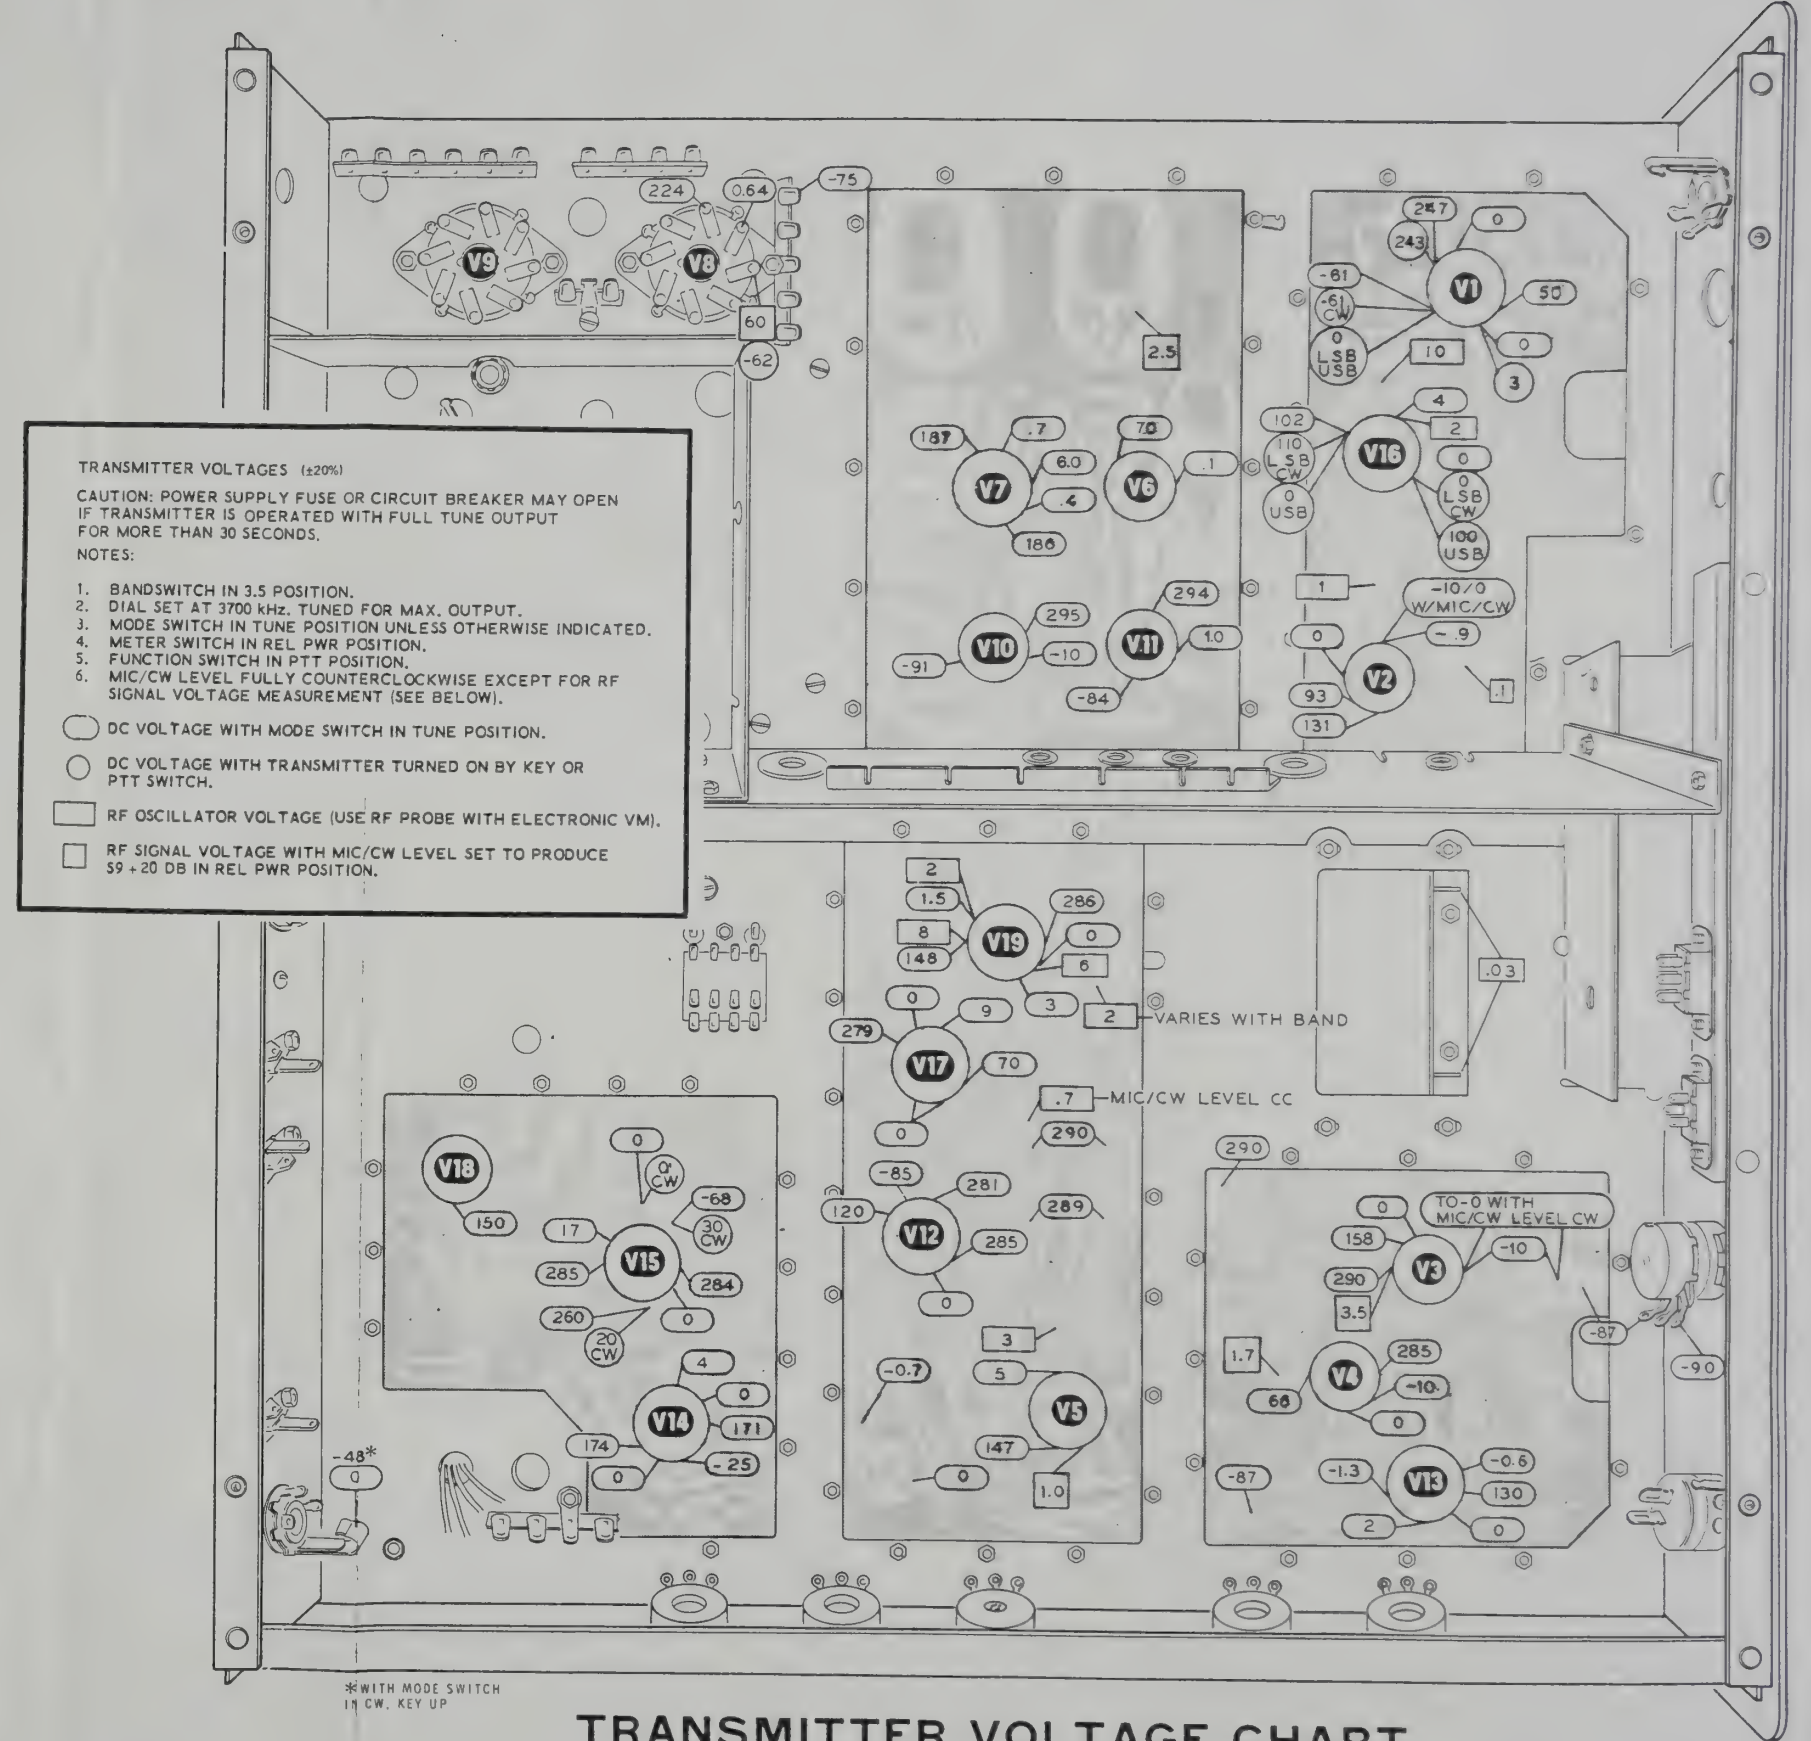 TRANSMITTER VOLTAGES (±20%)
CAUTION: POWER SUPPLY FUSE OR CIRCUIT BREAKER MAY OPEN
IF TRANSMITTER IS OPERATED WITH FULL TUNE OUTPUT
FOR MORE THAN 30 SECONDS.
NOTES:
1. BANDSWITCH IN 3.5 POSITION.
2. DIAL SET AT 3700 kHz. TUNED FOR MAX. OUTPUT.
3. MODE SWITCH IN TUNE POSITION UNLESS OTHERWISE INDICATED.
4. METER SWITCH IN REL PWR POSITION.
5. FUNCTION SWITCH IN PTT POSITION.
6. MIC/CW LEVEL FULLY COUNTERCLOCKWISE EXCEPT FOR RF
SIGNAL VOLTAGE MEASUREMENT (SEE BELOW).
DC VOLTAGE WITH MODE SWITCH IN TUNE POSITION.
DC VOLTAGE WITH TRANSMITTER TURNED ON BY KEY OR
PTT SWITCH.
RF OSCILLATOR VOLTAGE (USE RF PROBE WITH ELECTRONIC VM).
RF SIGNAL VOLTAGE WITH MIC/CW LEVEL SET TO PRODUCE
S9 + 20 DB IN REL PWR POSITION.
V9
224
0.64
-75
V8
60
-62
2.5
187
.7
6.0
V7
.4
186
70
.1
V6
295
V10
-10
-91
294
V11
1.0
-84
247
0
243
V1
-61
-61
CW
0
LSB
USB
50
10
0
3
102
110
LSB
CW
0
USB
V16
4
2
0
0
LSB
CW
100
USB
1
-10/0
W/MIC/CW
-.9
0
V2
93
131
.1
2
1.5
8
148
V19
286
0
6
3
2
VARIES WITH BAND
.03
0
9
279
V17
70
0
.7
MIC/CW LEVEL CC
290
-85
281
120
V12
285
0
289
3
-0.7
5
V5
147
0
1.0
V18
150
0
0
CW
-68
30
CW
17
V15
285
284
260
0
20
CW
4
0
V14
171
174
-.25
0
-48*
0
290
0
TO-0 WITH
MIC/CW LEVEL CW
158
V3
-10
290
3.5
-87
-90
1.7
V4
285
66
-10
0
-87
-1.3
V13
-0.6
130
2
0
*WITH MODE SWITCH
IN CW. KEY UP
TRANSMITTER VOLTAGE CHART